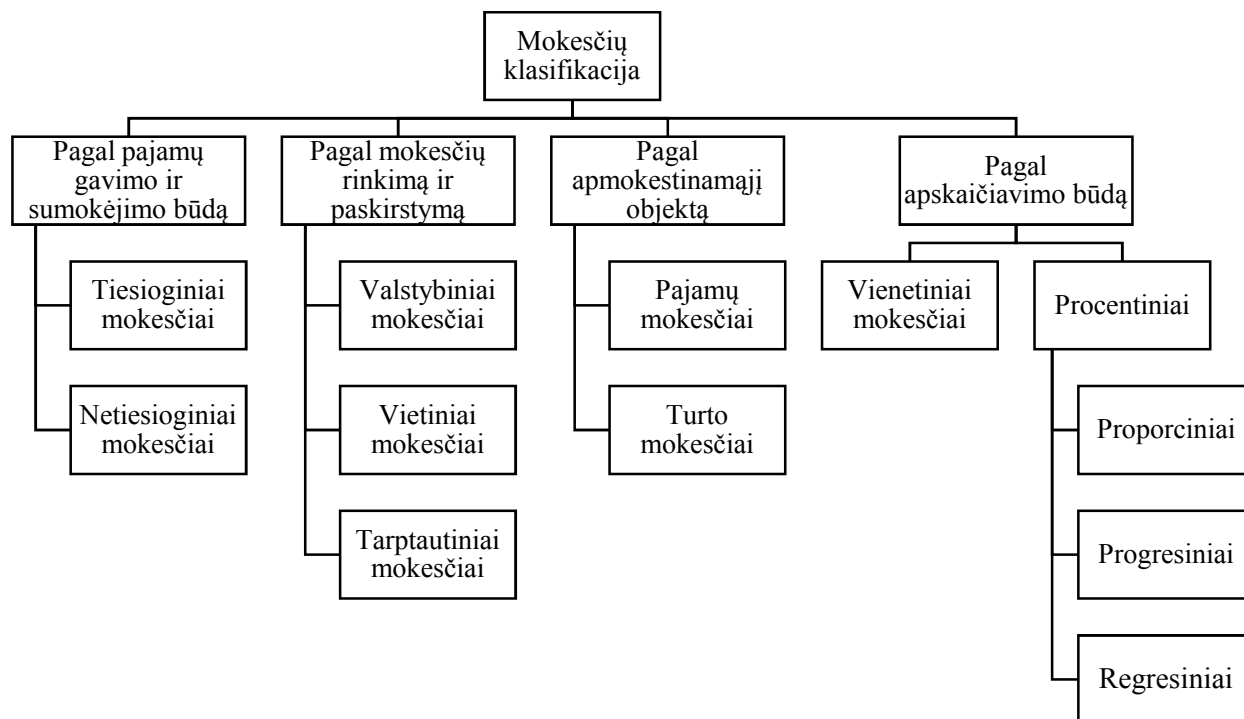 Mokesčių
klasifikacija
Pagal pajamų
gavimo ir
sumokėjimo būdą
Tiesioginiai
mokesčiai
Netiesioginiai
mokesčiai
Pagal mokesčių
rinkimą ir
paskirstymą
Valstybiniai
mokesčiai
Vietiniai
mokesčiai
Tarptautiniai
mokesčiai
Pagal
apmokestinamąjį
objektą
Pajamų
mokesčiai
Turto
mokesčiai
Pagal
apskaičiavimo būdą
Vienetiniai
mokesčiai
Procentiniai
Proporciniai
Progresiniai
Regresiniai